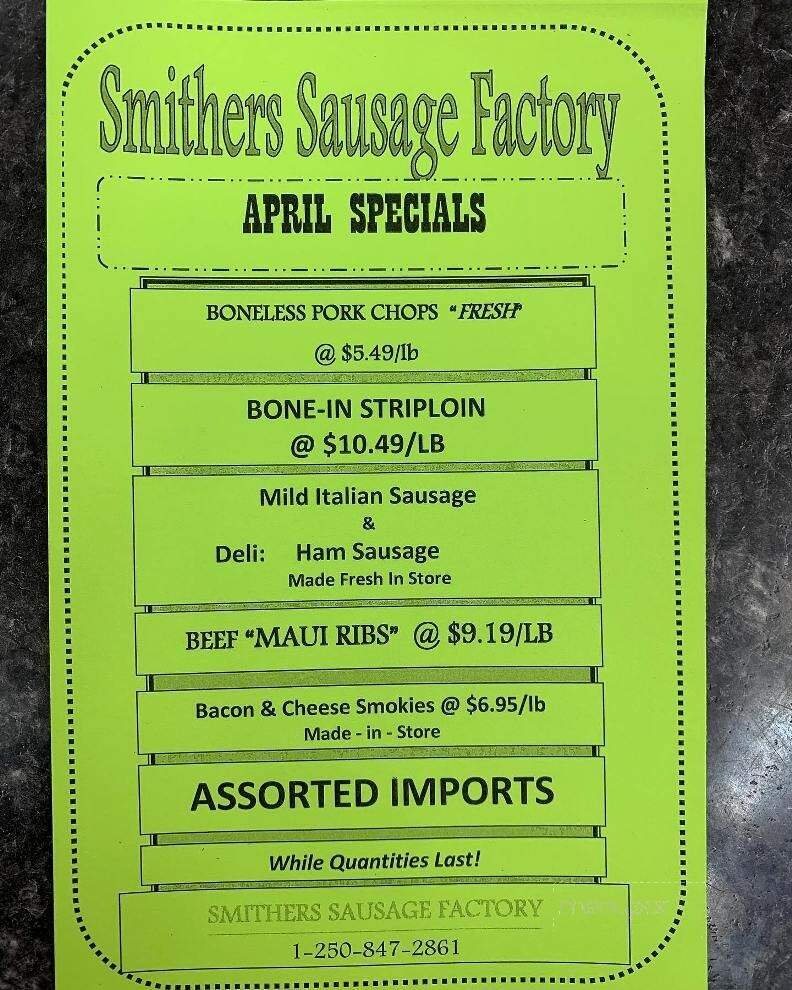 Smithers Sausage Factory
APRIL SPECIALS
BONELESS PORK CHOPS "FRESH"
@ $5.49/lb
BONE-IN STRIPLOIN
@ $10.49/LB
Mild Italian Sausage
&
Deli: Ham Sausage
Made Fresh In Store
BEEF "MAUI RIBS" @ $9.19/LB
Bacon & Cheese Smokies @ $6.95/lb
Made - in - Store
ASSORTED IMPORTS
While Quantities Last!
SMITHERS SAUSAGE FACTORY
1-250-847-2861